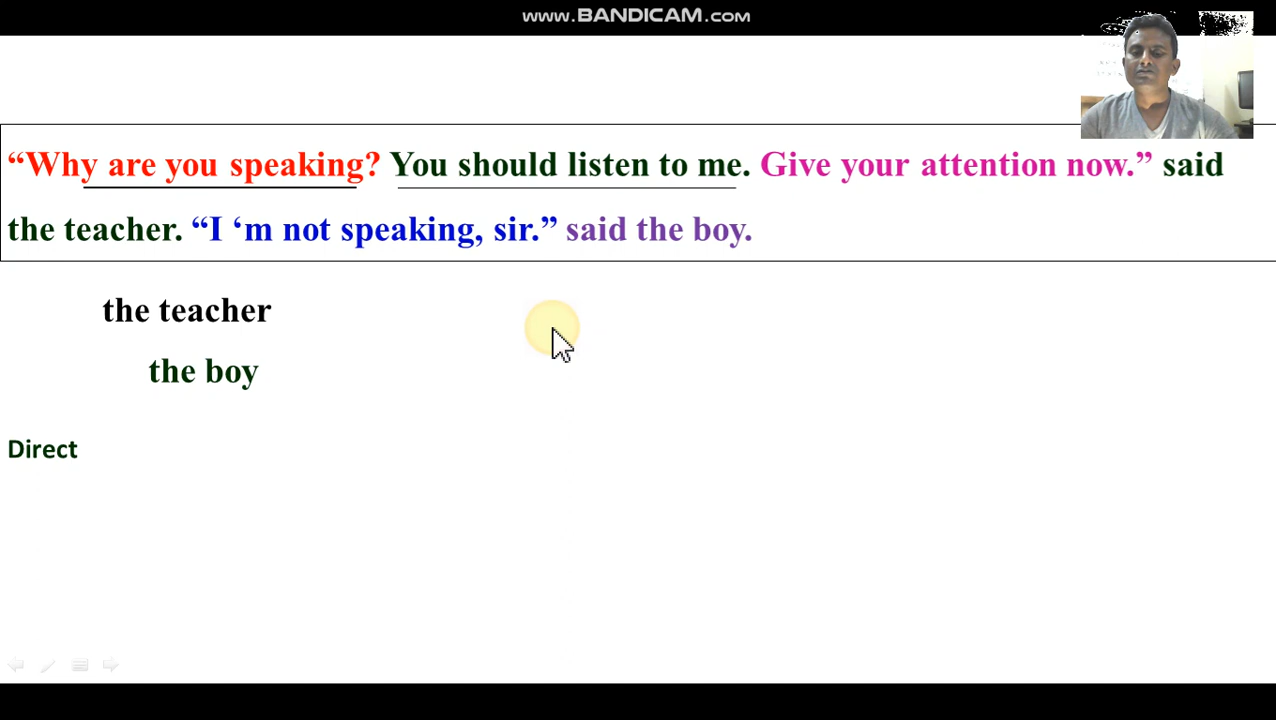 www.BANDICAM.com
“Why are you speaking? You should listen to me. Give your attention now.” said
the teacher. “I ‘m not speaking, sir.” said the boy.
the teacher
the boy
Direct